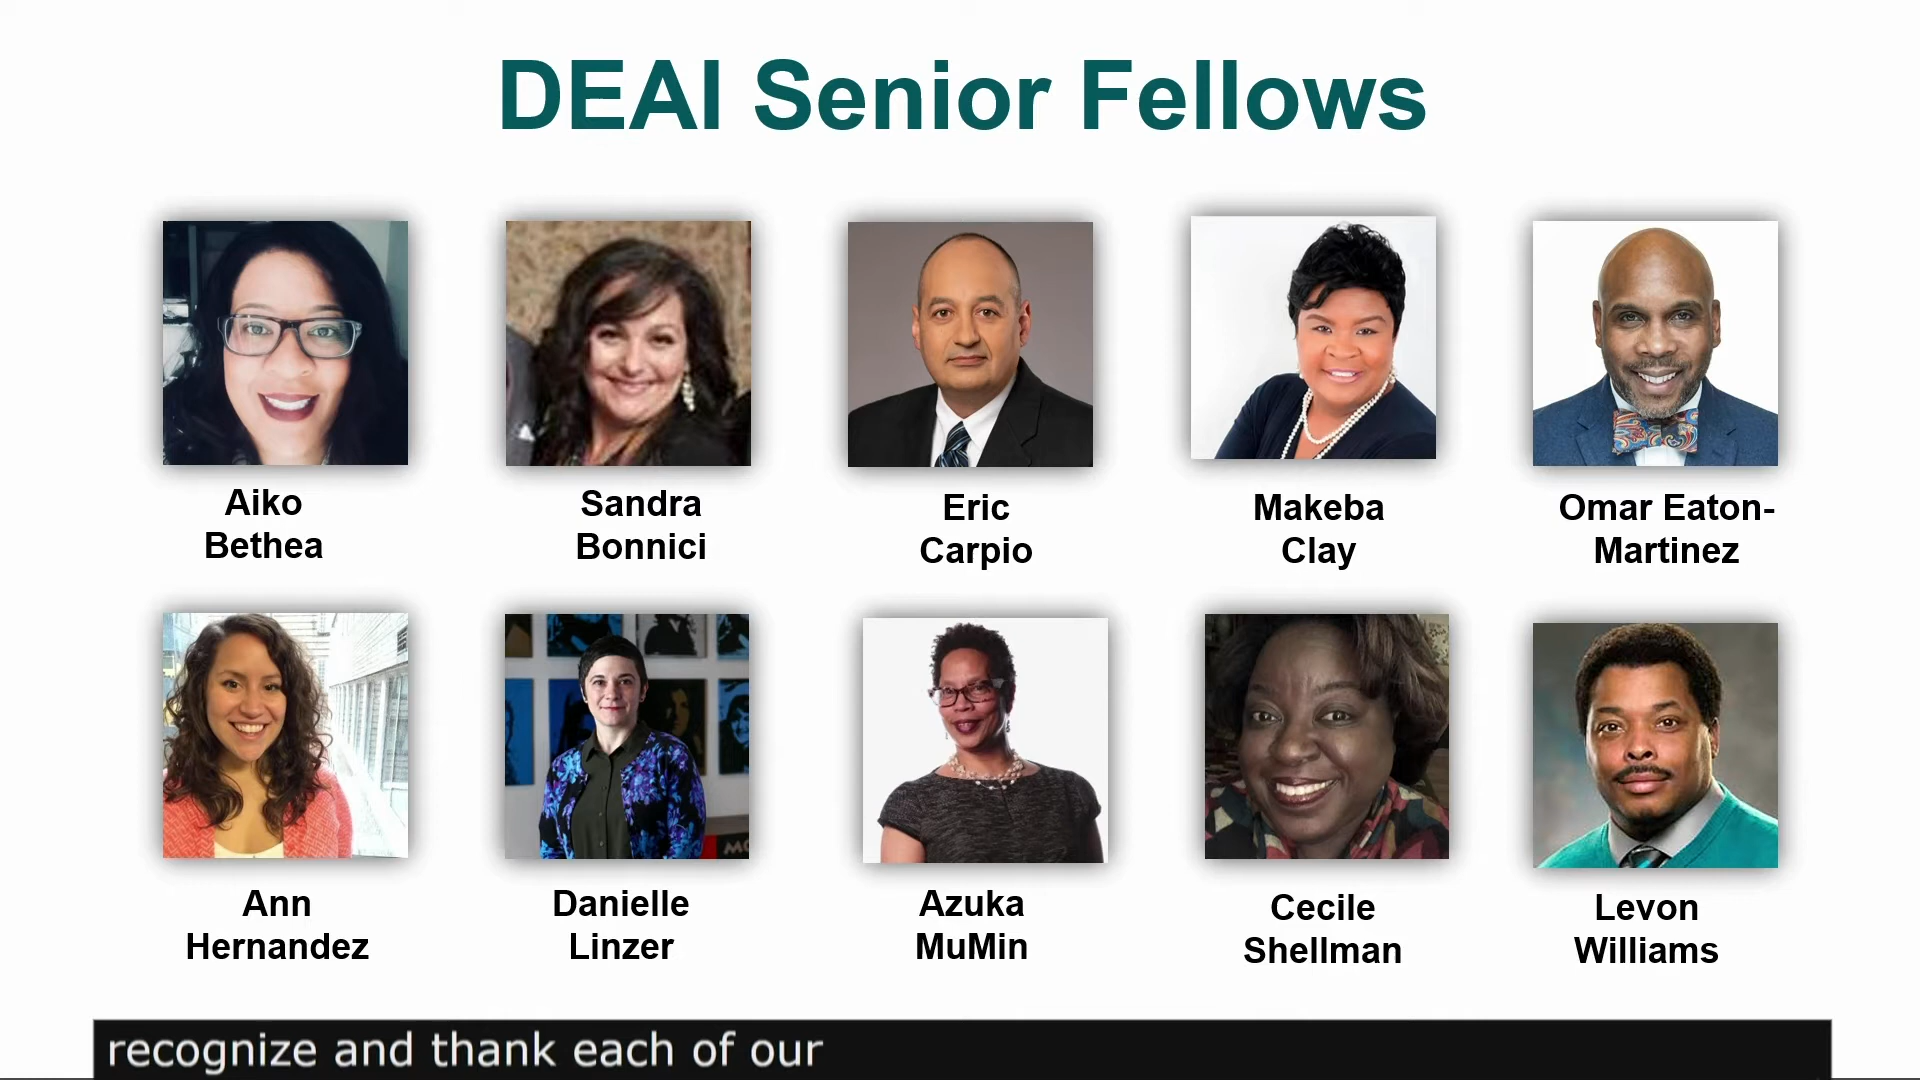 DEAI Senior Fellows
Aiko
Bethea
Sandra
Bonnici
Eric
Carpio
Makeba
Clay
Omar Eaton-
Martinez
Ann
Hernandez
Danielle
Linzer
Azuka
MuMin
Cecile
Shellman
Levon
Williams
recognize and thank each of our